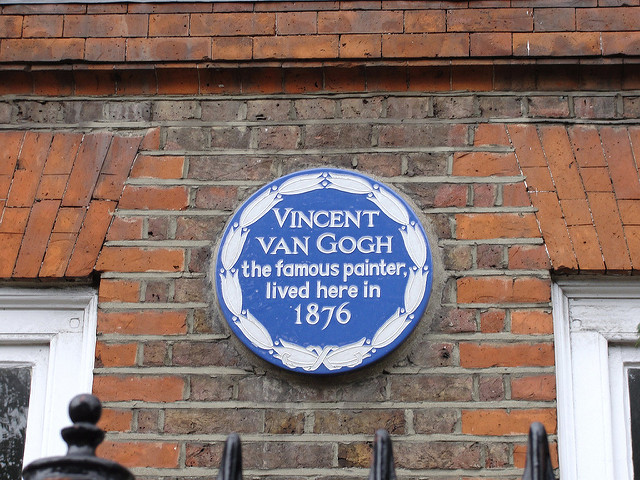 VINCENT
VAN GOGH
the famous painter,
lived here in
1876